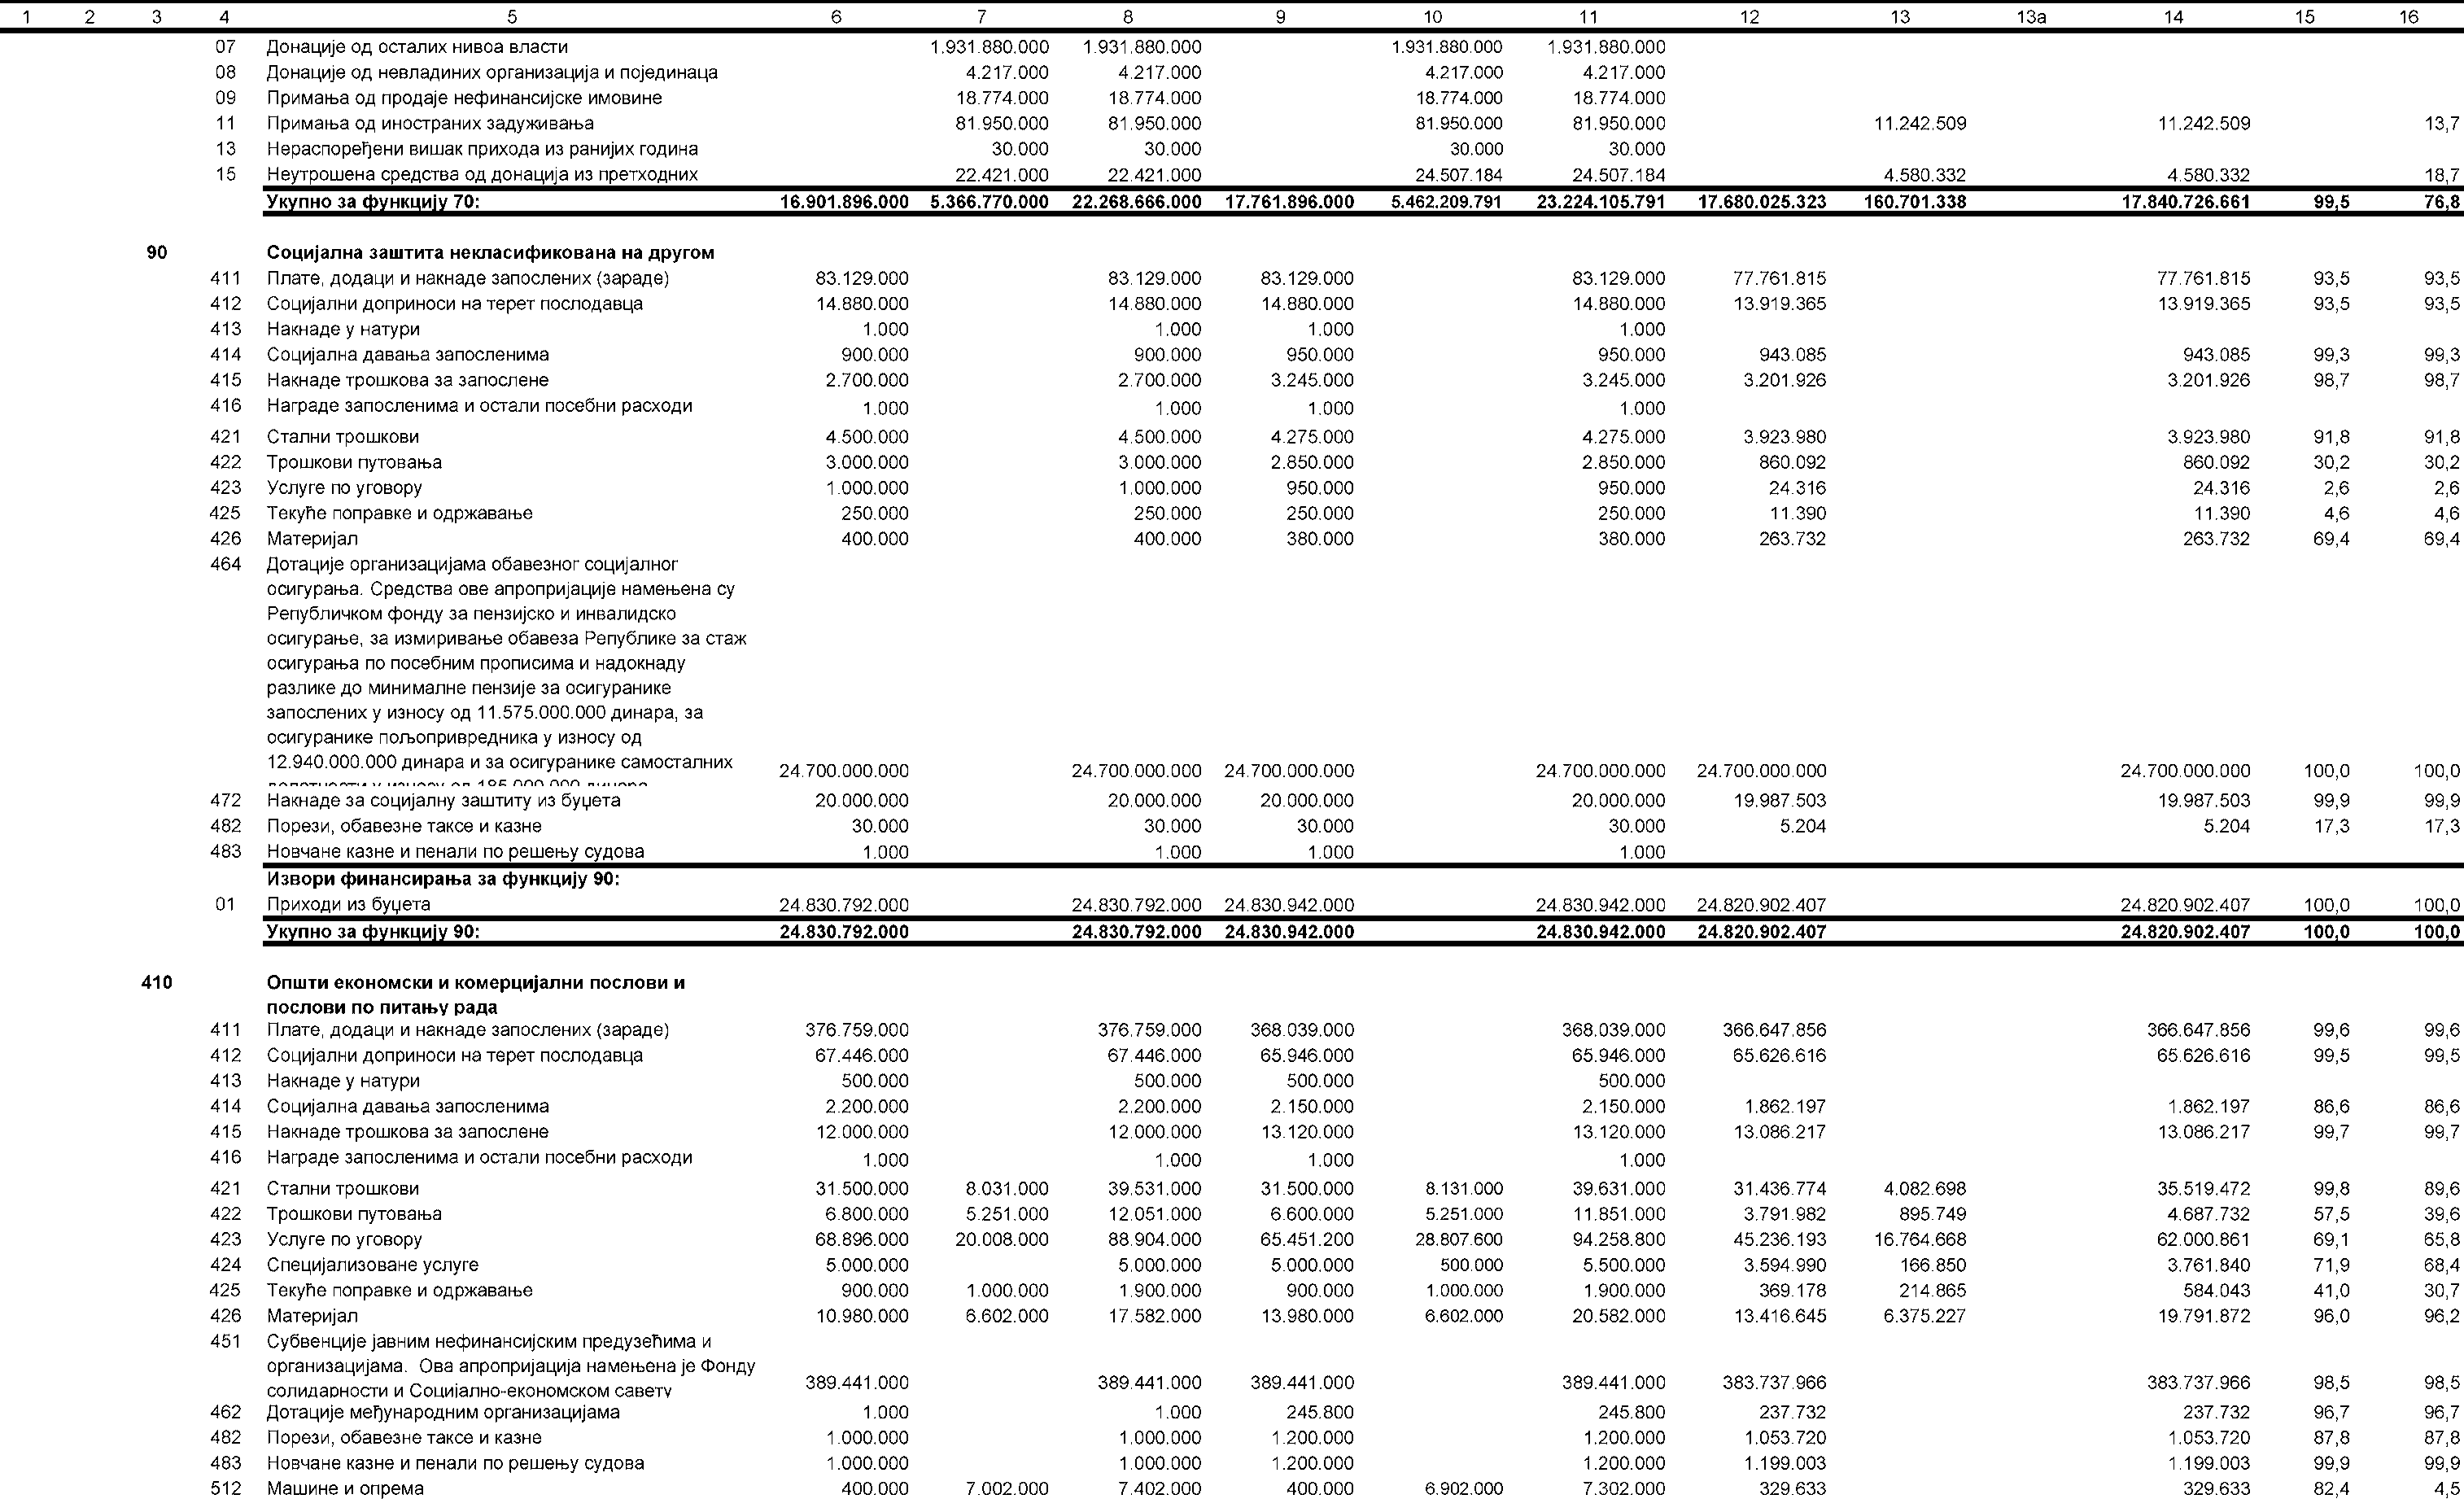 1 2 3 4 5 6 7 8 9 10 11 12 13 13a 14 15 16
07 Донације од осталих нивоа власти 1.931.880.000 1.931.880.000 1.931.880.000 1.931.880.000
08 Донације од невладиних организација и појединаца 4.217.000 4.217.000 4.217.000 4.217.000
09 Примања од продаје нефинансијске имовине 18.774.000 18.774.000 18.774.000 18.774.000
11 Примања од иностраних задуживања 81.950.000 81.950.000 81.950.000 81.950.000 11.242.509 11.242.509 13,7
13 Нераспоређени вишак прихода из ранијих година 30.000 30.000 30.000 30.000
15 Неутрошена средства од донација из претходних 22.421.000 22.421.000 24.507.184 24.507.184 4.580.332 4.580.332 18,7
Укупно за функцију 70: 16.901.896.000 5.366.770.000 22.268.666.000 17.761.896.000 5.462.209.791 23.224.105.791 17.680.025.323 160.701.338 17.840.726.661 99,5 76,8
90 Социјална заштита некласификована на другом
411 Плате, додаци и накнаде запослених (зараде) 83.129.000 83.129.000 83.129.000 83.129.000 77.761.815 77.761.815 93,5 93,5
412 Социјални доприноси на терет послодавца 14.880.000 14.880.000 14.880.000 14.880.000 13.919.365 13.919.365 93,5 93,5
413 Накнаде у натури 1.000 1.000 1.000 1.000
414 Социјална давања запосленима 900.000 900.000 950.000 950.000 943.085 943.085 99,3 99,3
415 Накнаде трошкова за запослене 2.700.000 2.700.000 3.245.000 3.245.000 3.201.926 3.201.926 98,7 98,7
416 Награде запосленима и остали посебни расходи 1.000 1.000 1.000 1.000
421 Стални трошкови 4.500.000 4.500.000 4.275.000 4.275.000 3.923.980 3.923.980 91,8 91,8
422 Трошкови путовања 3.000.000 3.000.000 2.850.000 2.850.000 860.092 860.092 30,2 30,2
423 Услуге по уговору 1.000.000 1.000.000 950.000 950.000 24.316 24.316 2,6 2,6
425 Текуће поправке и одржавање 250.000 250.000 250.000 250.000 11.390 11.390 4,6 4,6
426 Материјал 400.000 400.000 380.000 380.000 263.732 263.732 69,4 69,4
464 Дотације организацијама обавезног социјалног
осигурања. Средства ове апропријације намењена су
Републичком фонду за пензијско и инвалидско
осигурање, за измиривање обавеза Републике за стаж
осигурања по посебним прописима и надокнаду
разлике до минималне пензије за осигуранике
запослених у износу од 11.575.000.000 динара, за
осигуранике пољопривредника у износу од
12.940.000.000 динара и за осигуранике самосталних 24.700.000.000 24.700.000.000 24.700.000.000 24.700.000.000 24.700.000.000 24.700.000.000 100,0 100,0
делатности у износу од 185.000.000 динара
472 Накнаде за социјалну заштиту из буџета 20.000.000 20.000.000 20.000.000 20.000.000 19.987.503 19.987.503 99,9 99,9
482 Порези, обавезне таксе и казне 30.000 30.000 30.000 30.000 5.204 5.204 17,3 17,3
483 Новчане казне и пенали по решењу судова 1.000 1.000 1.000 1.000
Извори финансирања за функцију 90:
01 Приходи из буџета 24.830.792.000 24.830.792.000 24.830.942.000 24.830.942.000 24.820.902.407 24.820.902.407 100,0 100,0
Укупно за функцију 90: 24.830.792.000 24.830.792.000 24.830.942.000 24.830.942.000 24.820.902.407 24.820.902.407 100,0 100,0
410 Општи економски и комерцијални послови и
послови по питању рада
411 Плате, додаци и накнаде запослених (зараде) 376.759.000 376.759.000 368.039.000 368.039.000 366.647.856 366.647.856 99,6 99,6
412 Социјални доприноси на терет послодавца 67.446.000 67.446.000 65.946.000 65.946.000 65.626.616 65.626.616 99,5 99,5
413 Накнаде у натури 500.000 500.000 500.000 500.000
414 Социјална давања запосленима 2.200.000 2.200.000 2.150.000 2.150.000 1.862.197 1.862.197 86,6 86,6
415 Накнаде трошкова за запослене 12.000.000 12.000.000 13.120.000 13.120.000 13.086.217 13.086.217 99,7 99,7
416 Награде запосленима и остали посебни расходи 1.000 1.000 1.000 1.000
421 Стални трошкови 31.500.000 8.031.000 39.531.000 31.500.000 8.131.000 39.631.000 31.436.774 4.082.698 35.519.472 99,8 89,6
422 Трошкови путовања 6.800.000 5.251.000 12.051.000 6.600.000 5.251.000 11.851.000 3.791.982 895.749 4.687.732 57,5 39,6
423 Услуге по уговору 68.896.000 20.008.000 88.904.000 65.451.200 28.807.600 94.258.800 45.236.193 16.764.668 62.000.861 69,1 65,8
424 Специјализоване услуге 5.000.000 5.000.000 5.000.000 500.000 5.500.000 3.594.990 166.850 3.761.840 71,9 68,4
425 Текуће поправке и одржавање 900.000 1.000.000 1.900.000 900.000 1.000.000 1.900.000 369.178 214.865 584.043 41,0 30,7
426 Материјал 10.980.000 6.602.000 17.582.000 13.980.000 6.602.000 20.582.000 13.416.645 6.375.227 19.791.872 96,0 96,2
451 Субвенције јавним нефинансијским предузећима и
организацијама. Ова апропријација намењена је Фонду
солидарности и Социјално-економском савету 389.441.000 389.441.000 389.441.000 389.441.000 383.737.966 383.737.966 98,5 98,5
462 Дотације међународним организацијама 1.000 1.000 245.800 245.800 237.732 237.732 96,7 96,7
482 Порези, обавезне таксе и казне 1.000.000 1.000.000 1.200.000 1.200.000 1.053.720 1.053.720 87,8 87,8
483 Новчане казне и пенали по решењу судова 1.000.000 1.000.000 1.200.000 1.200.000 1.199.003 1.199.003 99,9 99,9
512 Машине и опрема 400.000 7.002.000 7.402.000 400.000 6.902.000 7.302.000 329.633 329.633 82,4 4,5